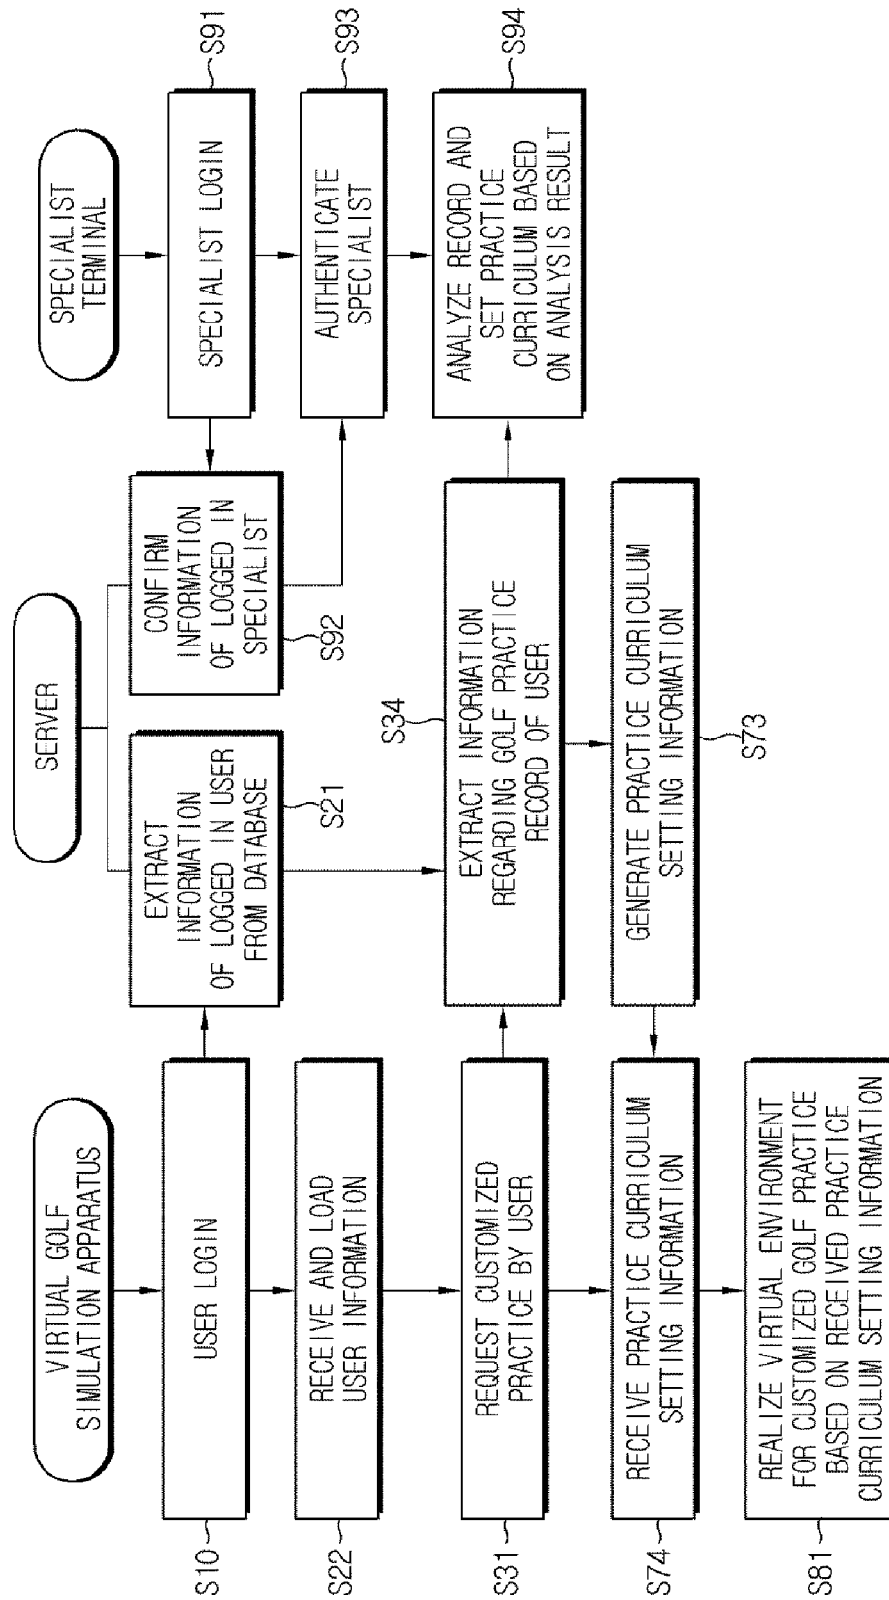 VIRTUAL GOLF
SIMULATION APPARATUS
SERVER
SPECIALIST
TERMINAL
S10
USER LOGIN
EXTRACT
INFORMATION
OF LOGGED IN USER
FROM DATABASE
S21
CONFIRM
INFORMATION
OF LOGGED IN
SPECIALIST
S92
SPECIALIST LOGIN
S91
S22
RECEIVE AND LOAD
USER INFORMATION
AUTHENTICATE
SPECIALIST
S93
S31
REQUEST CUSTOMIZED
PRACTICE BY USER
S34
EXTRACT INFORMATION
REGARDING GOLF PRACTICE
RECORD OF USER
ANALYZE RECORD AND
SET PRACTICE
CURRICULUM BASED
ON ANALYSIS RESULT
S94
S74
RECEIVE PRACTICE CURRICULUM
SETTING INFORMATION
GENERATE PRACTICE CURRICULUM
SETTING INFORMATION
S73
S81
REALIZE VIRTUAL ENVIRONMENT
FOR CUSTOMIZED GOLF PRACTICE
BASED ON RECEIVED PRACTICE
CURRICULUM SETTING INFORMATION